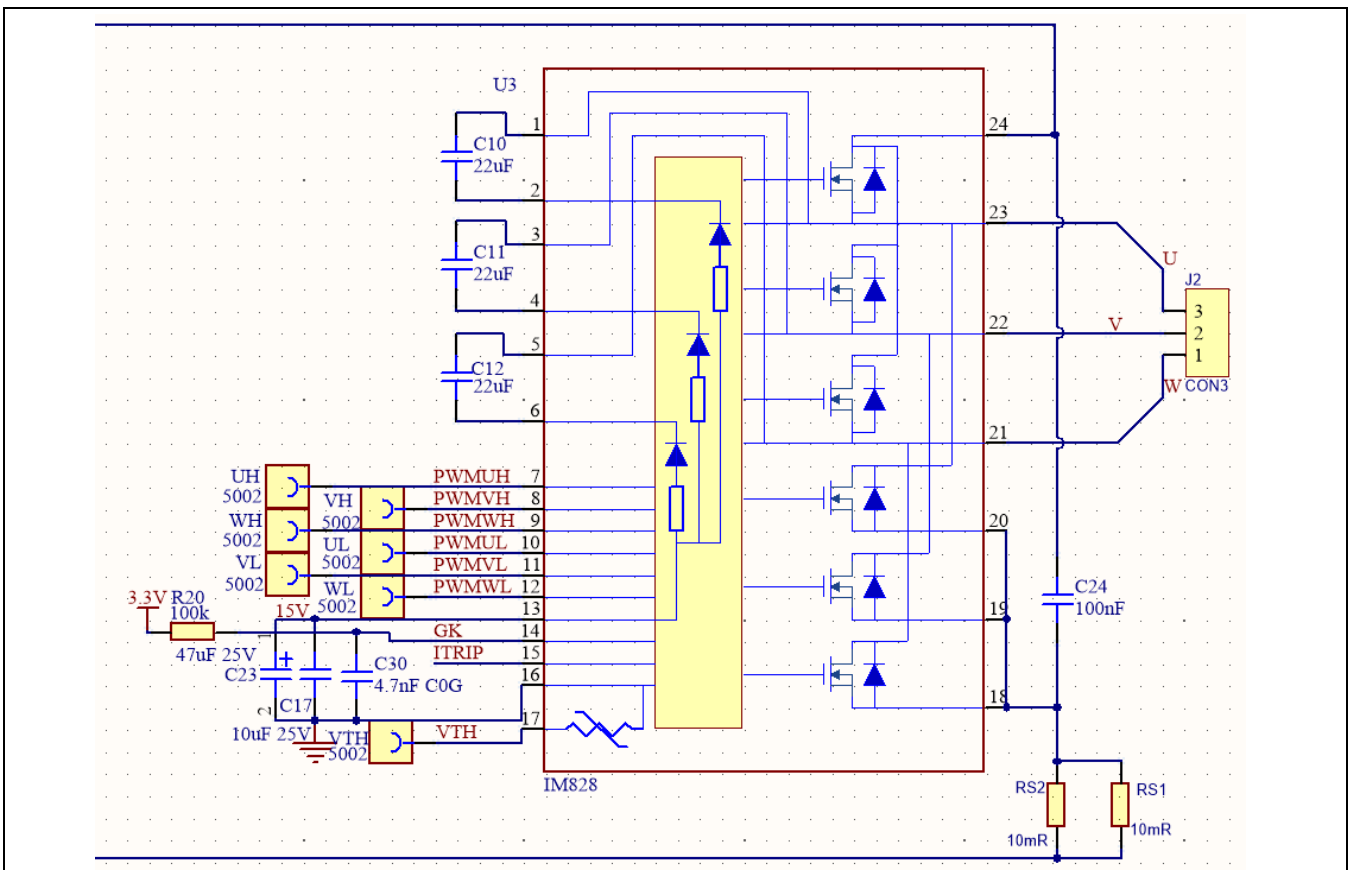 U3
1
24
C10
22uF
2
23
3
C11
22uF
U
J2
4
3
22
V
2
5
1
C12
22uF
W
CON3
6
21
UH
5002
PWMUH
7
VH
5002
PWMVH
8
WH
5002
PWMWH
9
20
UL
5002
PWMUL
10
VL
5002
PWMVL
11
WL
5002
PWMWL
12
C24
100nF
3.3V
R20
100k
15V
13
19
GK
14
1
47uF 25V
ITRIP
15
C23
+
C30
4.7nF C0G
16
18
2
C17
10uF 25V
VTH
5002
VTH
17
IM828
RS2
10mR
RS1
10mR